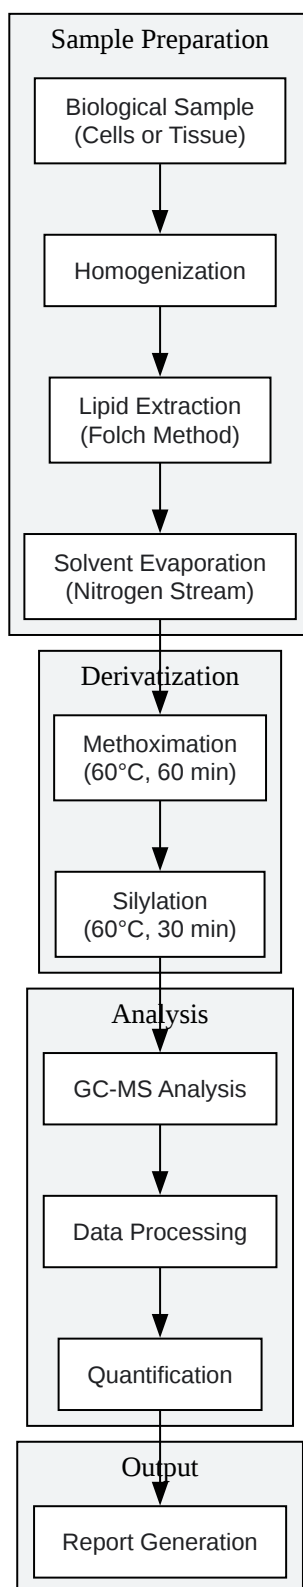 Sample Preparation
Biological Sample
(Cells or Tissue)
Homogenization
Lipid Extraction
(Folch Method)
Solvent Evaporation
(Nitrogen Stream)
Derivatization
Methoximation
(60°C, 60 min)
Silylation
(60°C, 30 min)
Analysis
GC-MS Analysis
Data Processing
Quantification
Output
Report Generation